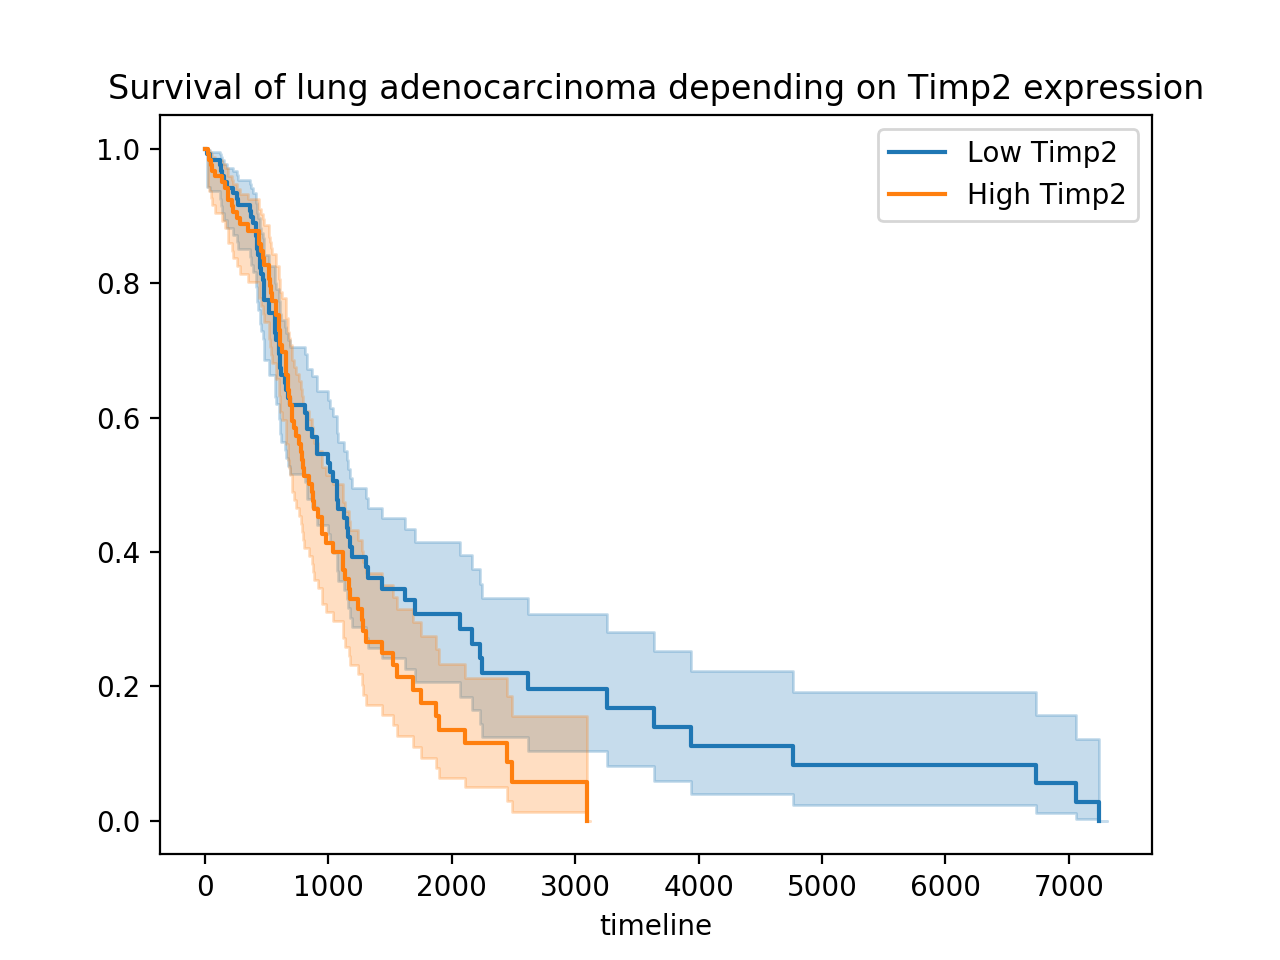 Survival of lung adenocarcinoma depending on Timp2 expression
Low Timp2
High Timp2
1.0
0.8
0.6
0.4
0.2
0.0
0 1000 2000 3000 4000 5000 6000 7000
timeline